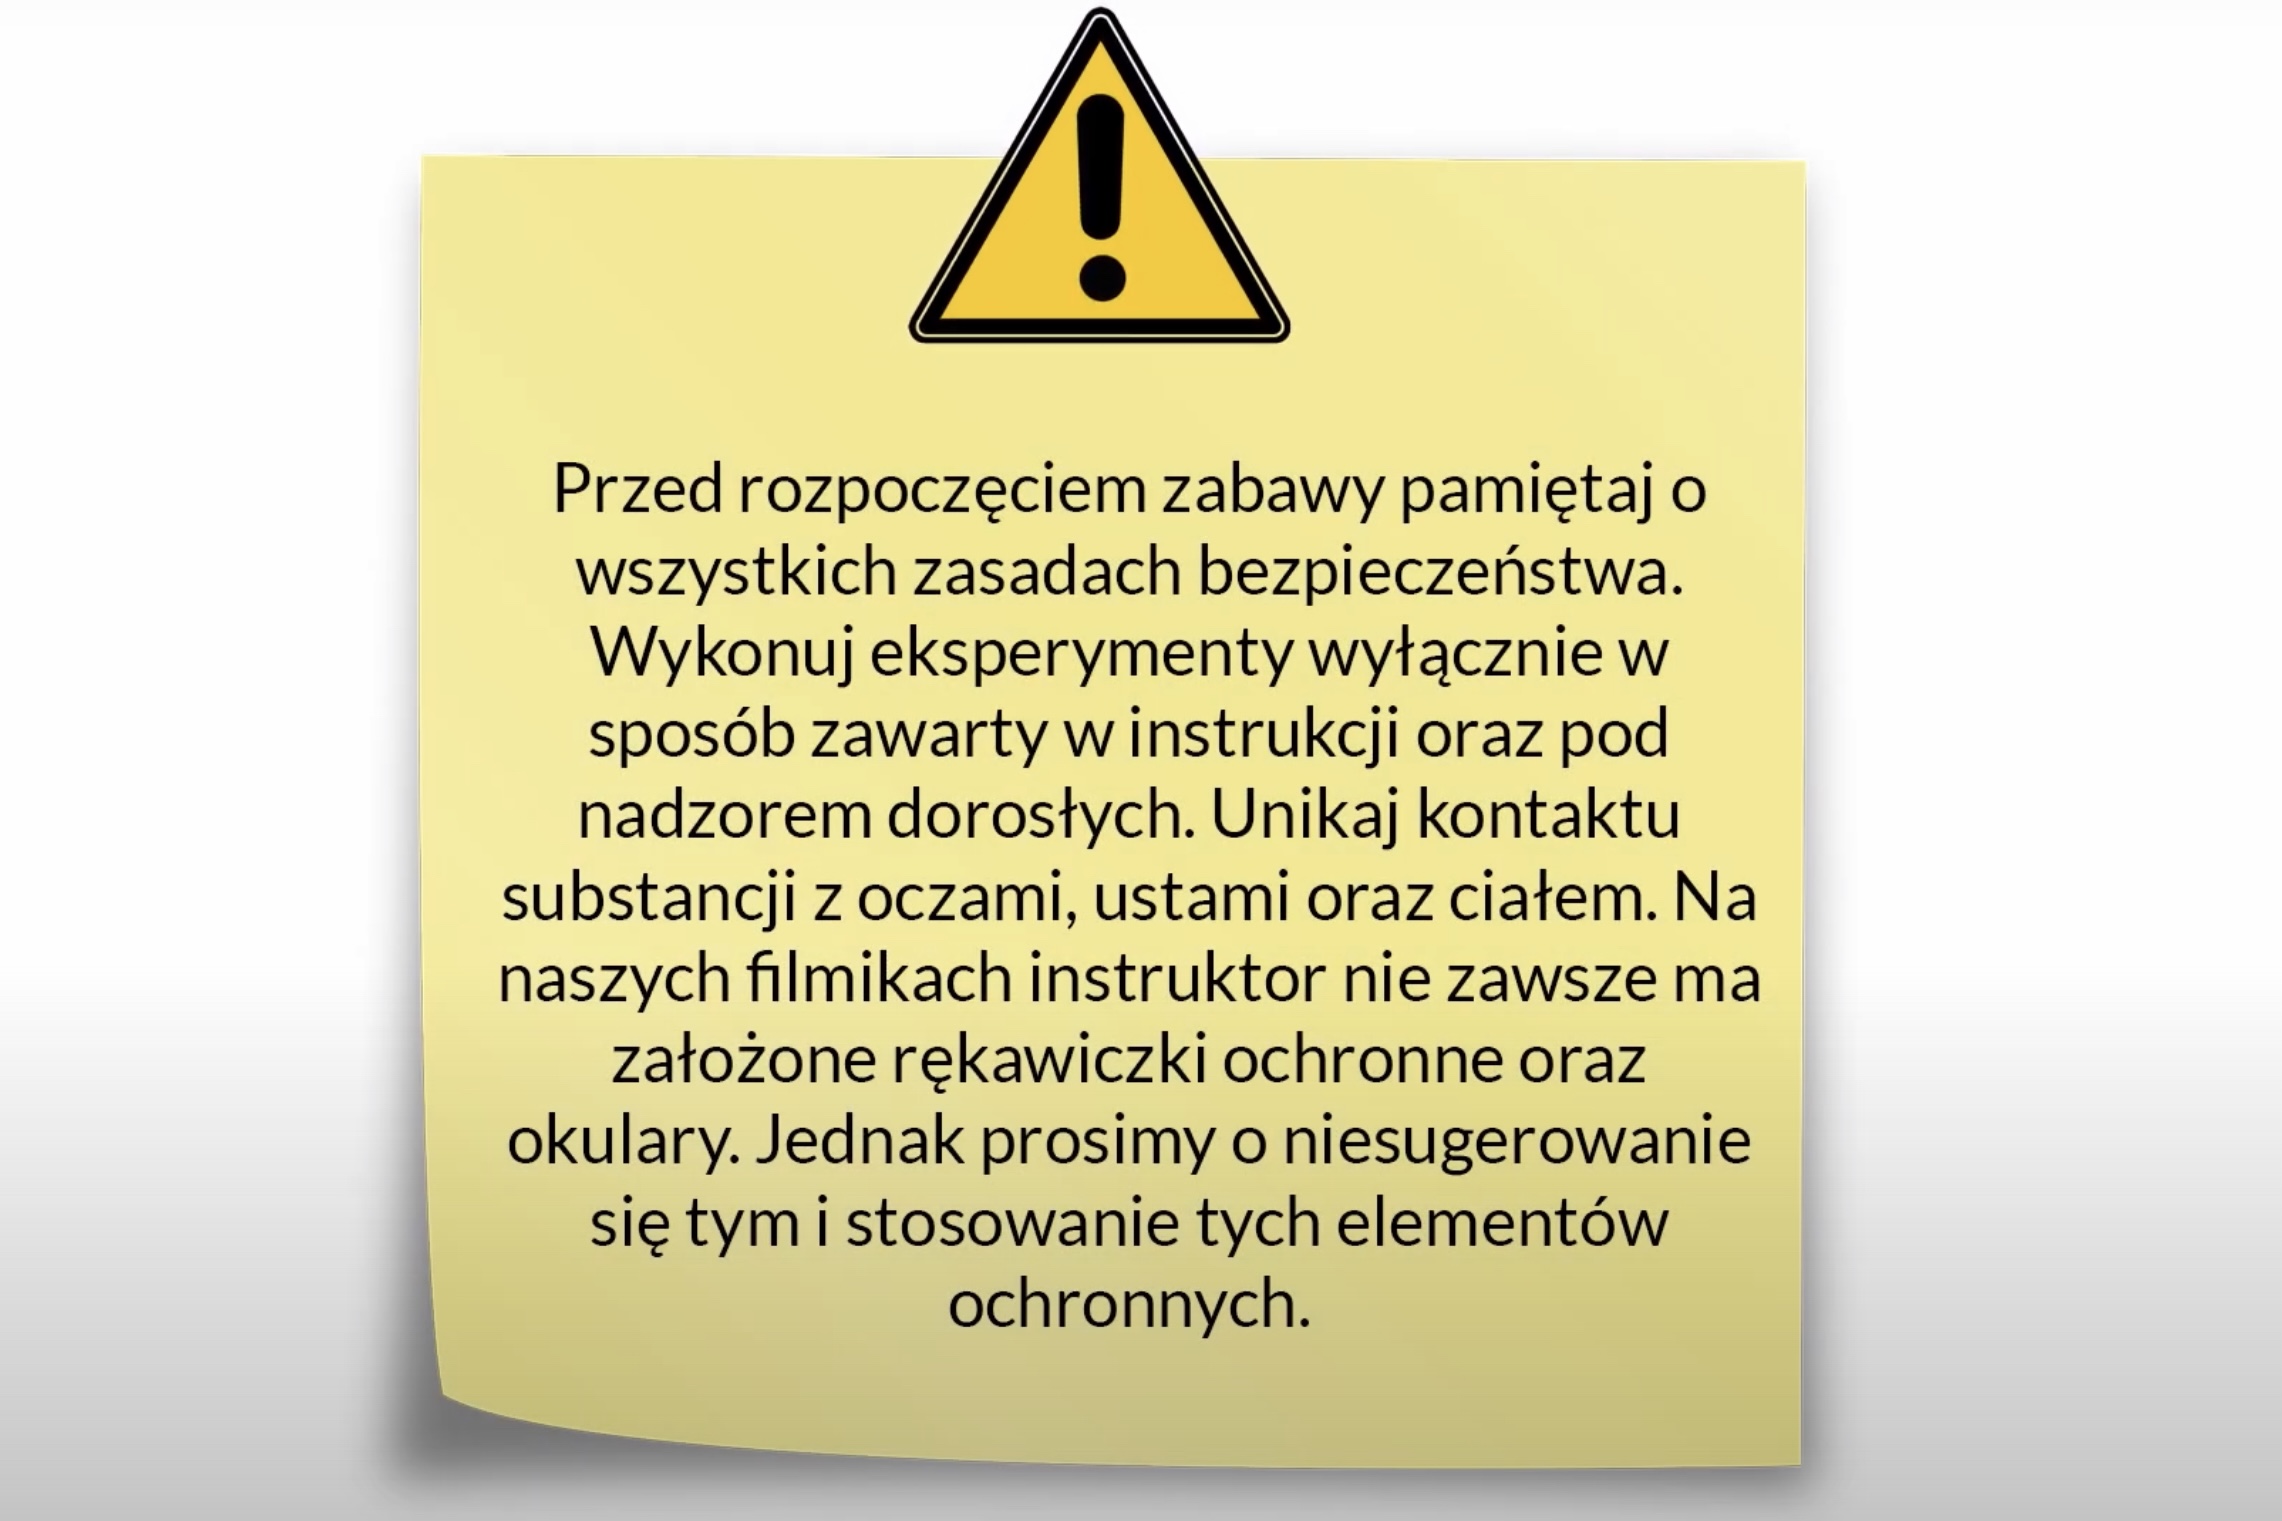 Przed rozpoczęciem zabawy pamiętaj o
wszystkich zasadach bezpieczeństwa.
Wykonuj eksperymenty wyłącznie w
sposób zawarty w instrukcji oraz pod
nadzorem dorosłych. Unikaj kontaktu
substancji z oczami, ustami oraz ciałem. Na
naszych filmikach instruktor nie zawsze ma
założone rękawiczki ochronne oraz
okulary. Jednak prosimy o niesugerowanie
się tym i stosowanie tych elementów
ochronnych.